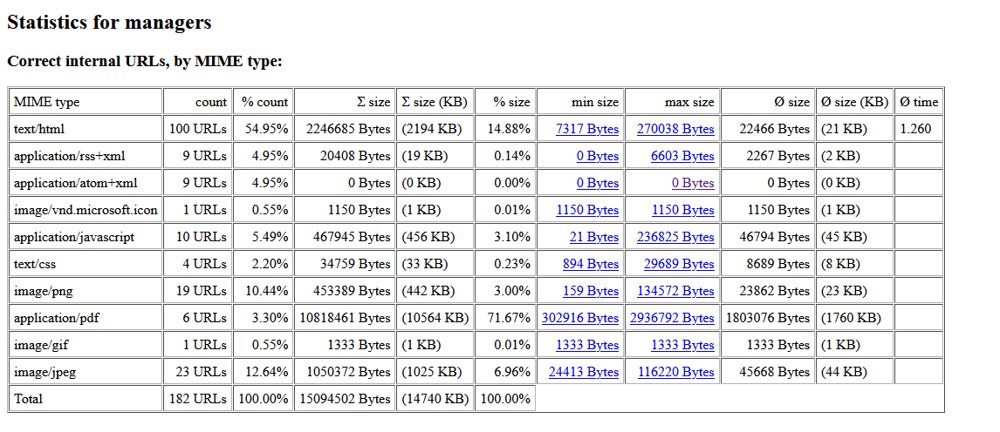 Statistics for managers
Correct internal URLs, by MIME type:
MIME type count % count Σ size Σ size (KB) % size min size max size Ø size Ø size (KB) Ø time
text/html 100 URLs 54.95% 2246685 Bytes (2194 KB) 14.88% 7317 Bytes 270038 Bytes 22466 Bytes (21 KB) 1.260
application/rss+xml 9 URLs 4.95% 20408 Bytes (19 KB) 0.14% 0 Bytes 6603 Bytes 2267 Bytes (2 KB)
application/atom+xml 9 URLs 4.95% 0 Bytes (0 KB) 0.00% 0 Bytes 0 Bytes 0 Bytes (0 KB)
image/vnd.microsoft.icon 1 URLs 0.55% 1150 Bytes (1 KB) 0.01% 1150 Bytes 1150 Bytes 1150 Bytes (1 KB)
application/javascript 10 URLs 5.49% 467945 Bytes (456 KB) 3.10% 21 Bytes 236825 Bytes 46794 Bytes (45 KB)
text/css 4 URLs 2.20% 34759 Bytes (33 KB) 0.23% 894 Bytes 29689 Bytes 8689 Bytes (8 KB)
image/png 19 URLs 10.44% 453389 Bytes (442 KB) 3.00% 159 Bytes 134572 Bytes 23862 Bytes (23 KB)
application/pdf 6 URLs 3.30% 10818461 Bytes (10564 KB) 71.67% 302916 Bytes 2936792 Bytes 1803076 Bytes (1760 KB)
image/gif 1 URLs 0.55% 1333 Bytes (1 KB) 0.01% 1333 Bytes 1333 Bytes 1333 Bytes (1 KB)
image/jpeg 23 URLs 12.64% 1050372 Bytes (1025 KB) 6.96% 24413 Bytes 116220 Bytes 45668 Bytes (44 KB)
Total 182 URLs 100.00% 15094502 Bytes (14740 KB) 100.00%